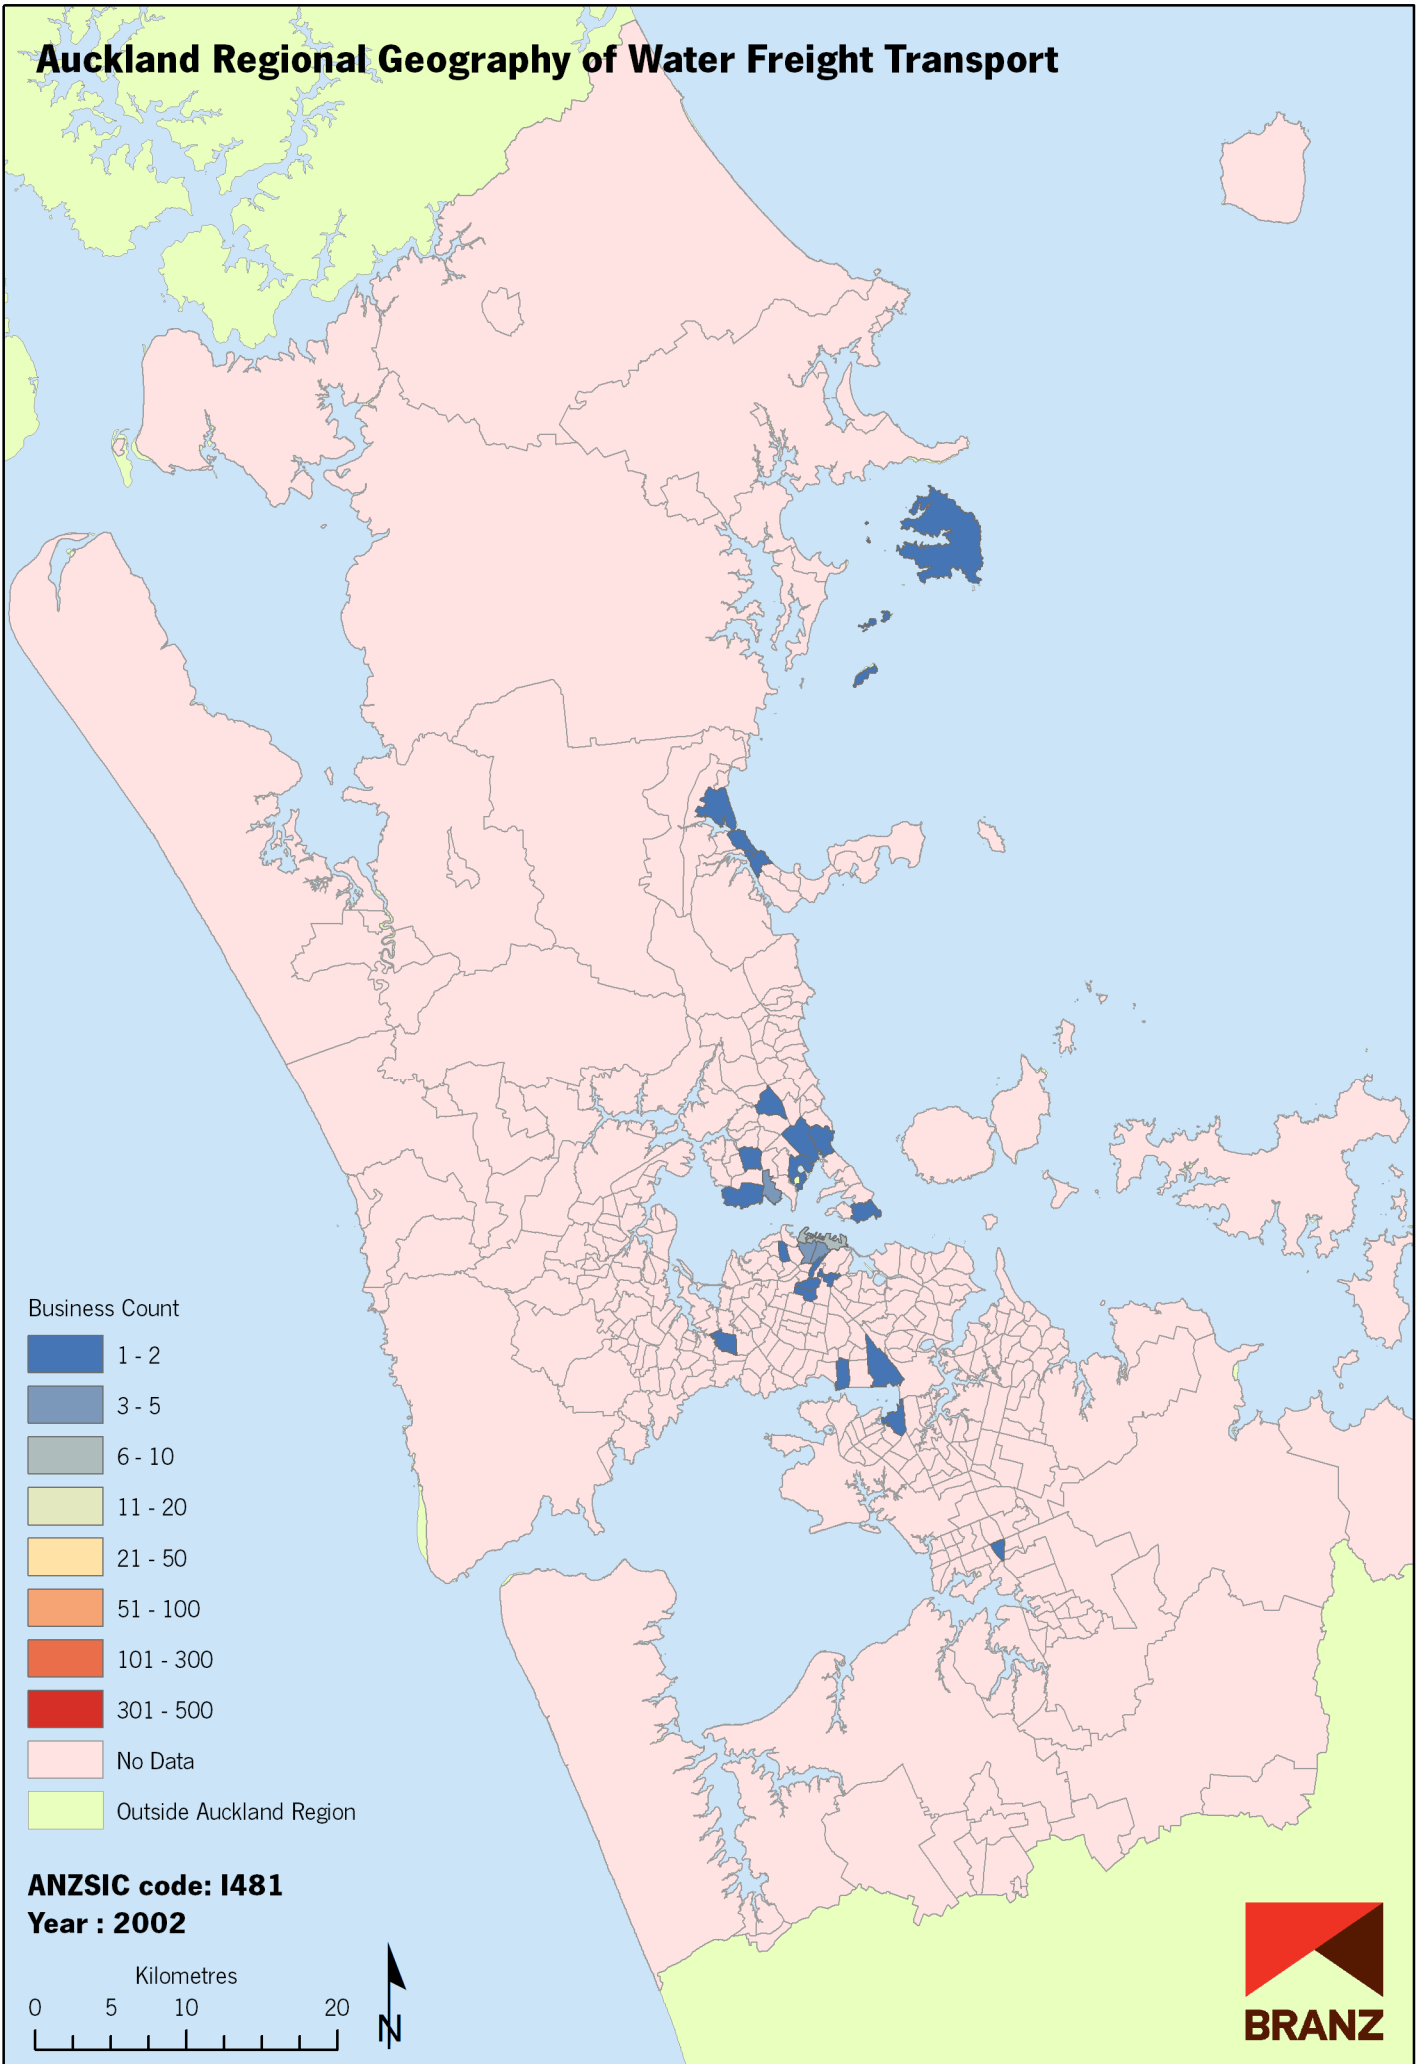 Auckland Regional Geography of Water Freight Transport
Business Count
1 - 2
3 - 5
6 - 10
11 - 20
21 - 50
51 - 100
101 - 300
301 - 500
No Data
Outside Auckland Region
ANZSIC code: I481
Year : 2002
Kilometres
0 5 10 20
N
BRANZ